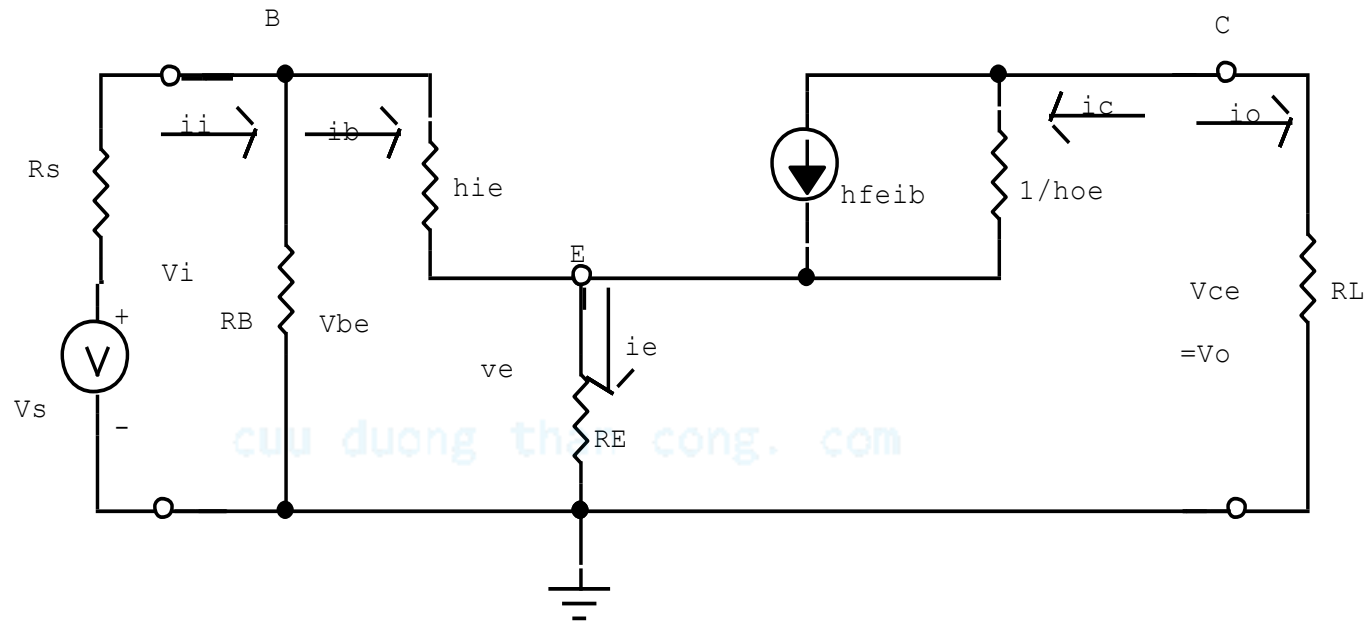 B
C
ii
ib
ic
io
Rs
hie
hfeib
1/hoe
E
Vi
Vce
RL
+
RB
Vbe
V
ie
=Vo
ve
Vs
-
RE
cuu duong than cong. com